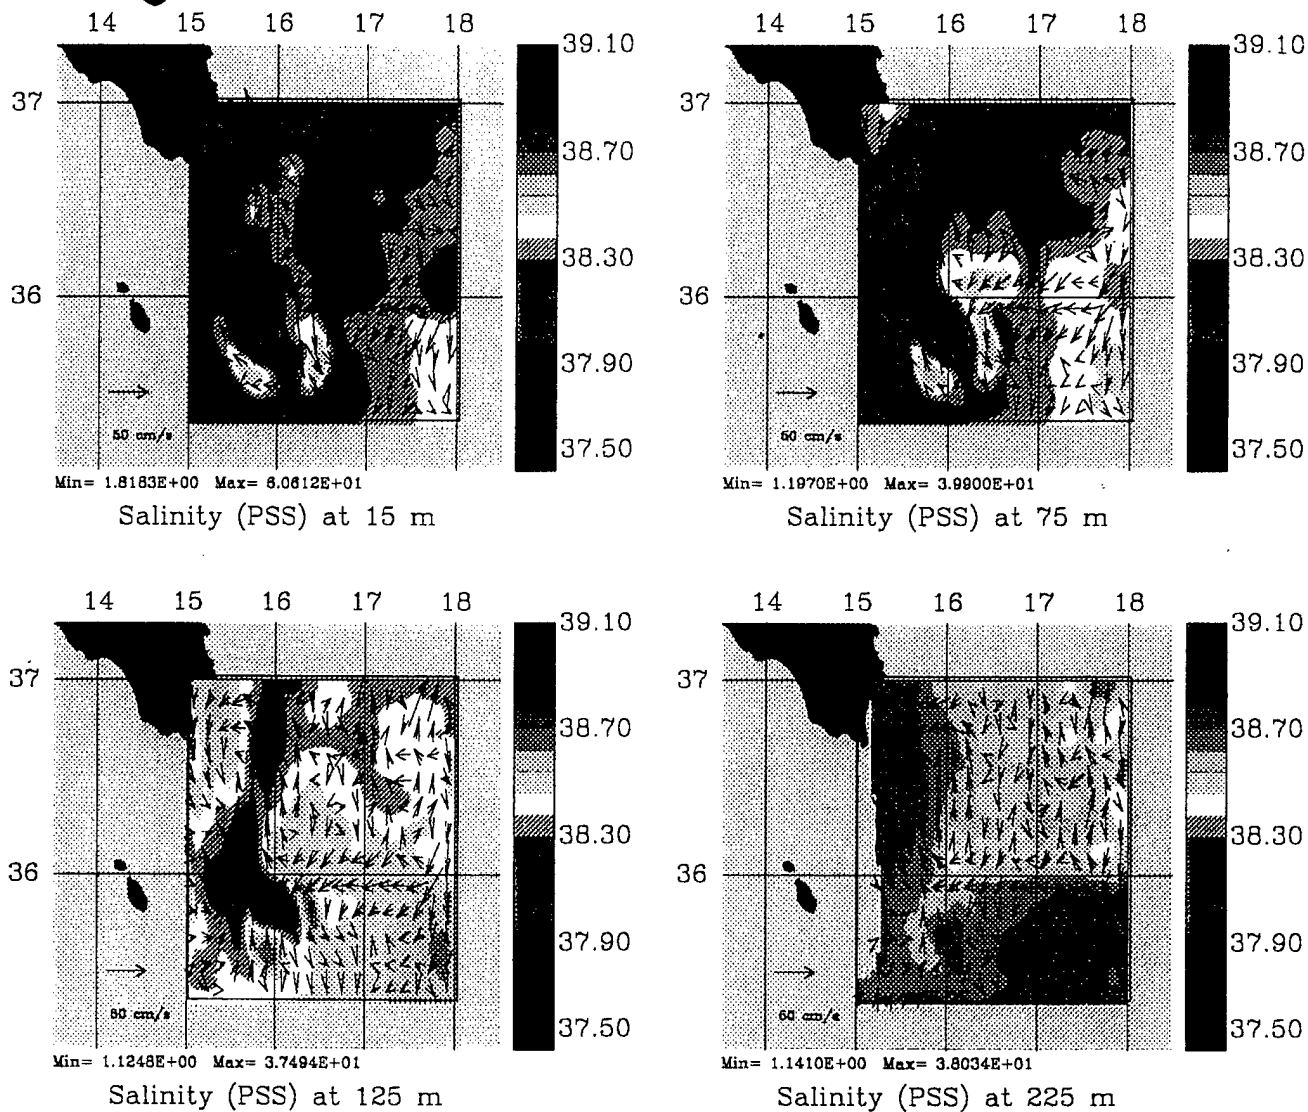 14 15 16 17 18
39.10
37
38.70
38.30
36
37.90
50 cm/s
37.50
Min= 1.8183E+00 Max= 6.0612E+01
Salinity (PSS) at 15 m
14 15 16 17 18
39.10
37
38.70
38.30
36
37.90
50 cm/s
37.50
Min= 1.1970E+00 Max= 3.9900E+01
Salinity (PSS) at 75 m
14 15 16 17 18
39.10
37
38.70
38.30
36
37.90
50 cm/s
37.50
Min= 1.1248E+00 Max= 3.7494E+01
Salinity (PSS) at 125 m
14 15 16 17 18
39.10
37
38.70
38.30
36
37.90
50 cm/s
37.50
Min= 1.1410E+00 Max= 3.8034E+01
Salinity (PSS) at 225 m